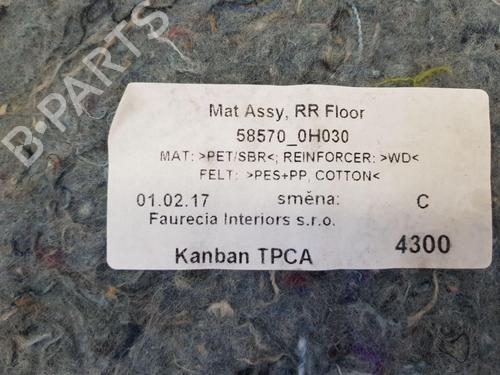 B-PARTS
Mat Assy, RR Floor
58570_0H030
MAT: >PET/SBR<; REINFORCER: >WD<
FELT: >PES+PP, COTTON<
01.02.17 směna: C
Faurecia Interiors s.r.o.
Kanban TPCA 4300